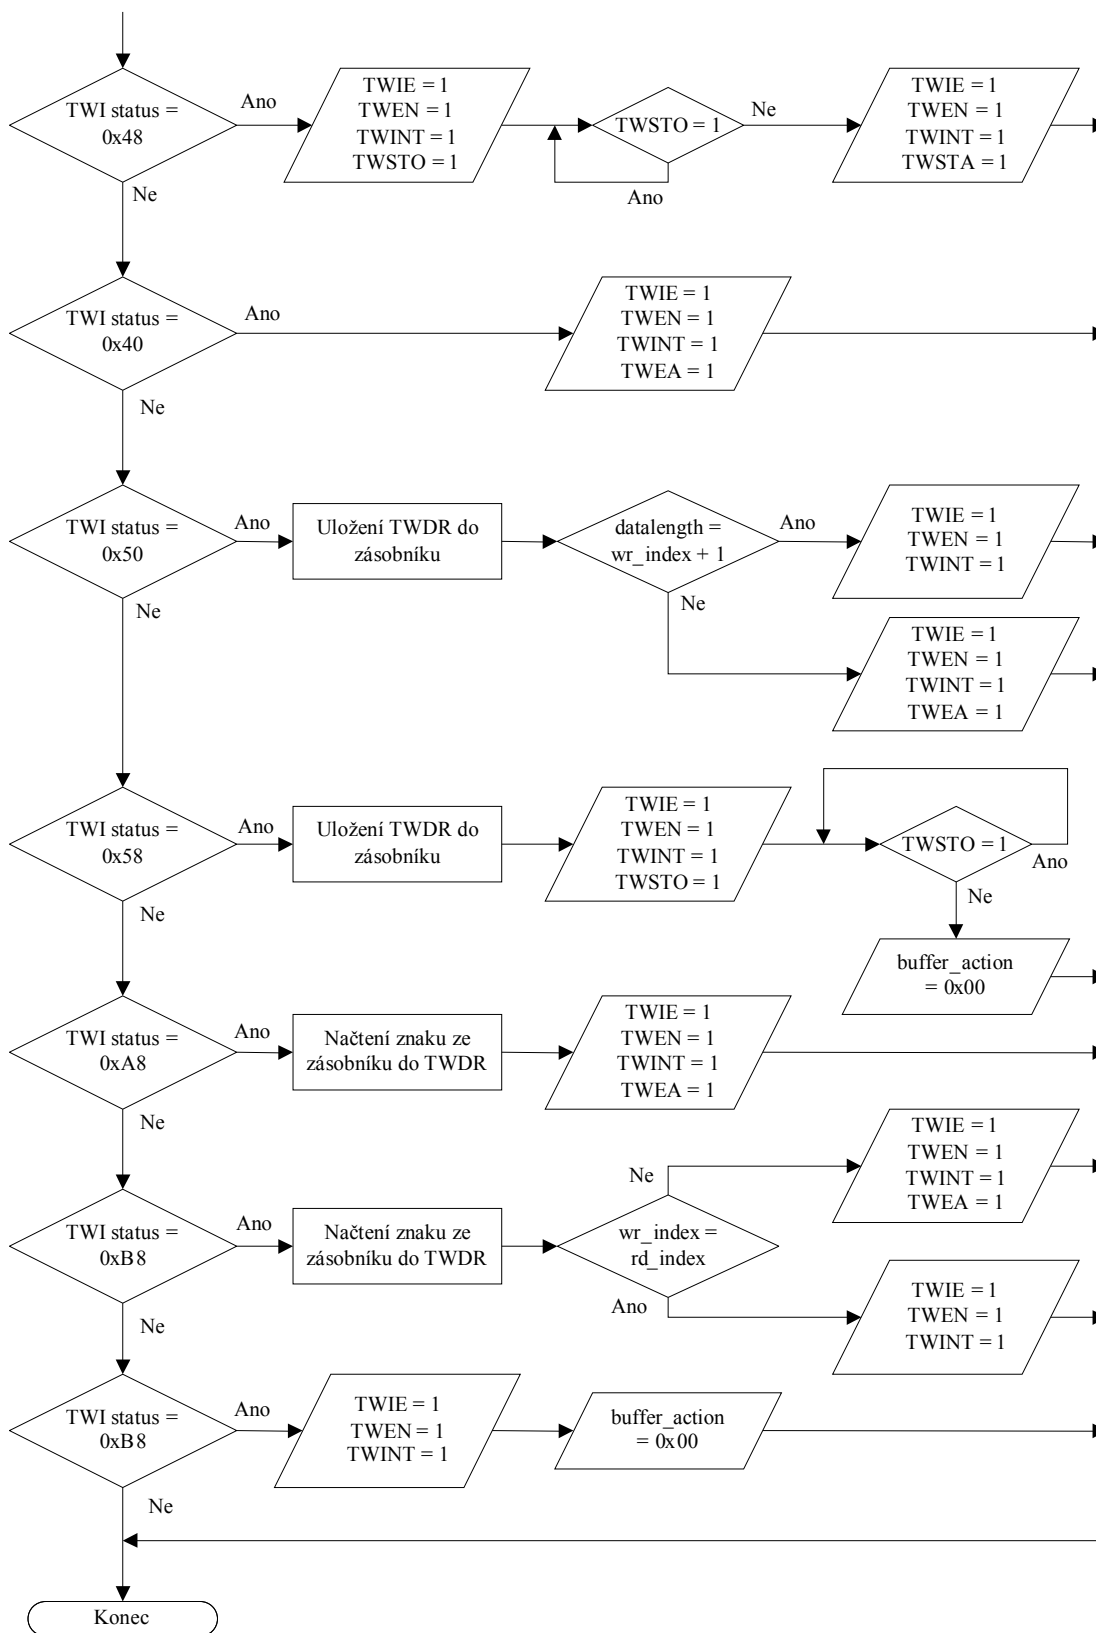 TWI status =
0x48
Ano
TWIE = 1
TWEN = 1
TWINT = 1
TWSTO = 1
TWSTO = 1
Ne
Ano
TWIE = 1
TWEN = 1
TWINT = 1
TWSTA = 1
Ne
TWI status =
0x40
Ano
TWIE = 1
TWEN = 1
TWINT = 1
TWEA = 1
Ne
TWI status =
0x50
Ano
Uložení TWDR do
zásobníku
datalength =
wr_index + 1
Ano
TWIE = 1
TWEN = 1
TWINT = 1
Ne
Ne
TWIE = 1
TWEN = 1
TWINT = 1
TWEA = 1
TWI status =
0x58
Ano
Uložení TWDR do
zásobníku
TWIE = 1
TWEN = 1
TWINT = 1
TWSTO = 1
TWSTO = 1
Ano
Ne
buffer_action
= 0x00
Ne
TWI status =
0xA8
Ano
Načtení znaku ze
zásobníku do TWDR
TWIE = 1
TWEN = 1
TWINT = 1
TWEA = 1
Ne
TWI status =
0xB8
Ano
Načtení znaku ze
zásobníku do TWDR
wr_index =
rd_index
Ne
TWIE = 1
TWEN = 1
TWINT = 1
TWEA = 1
Ano
TWIE = 1
TWEN = 1
TWINT = 1
Ne
TWI status =
0xB8
Ano
TWIE = 1
TWEN = 1
TWINT = 1
buffer_action
= 0x00
Ne
Konec